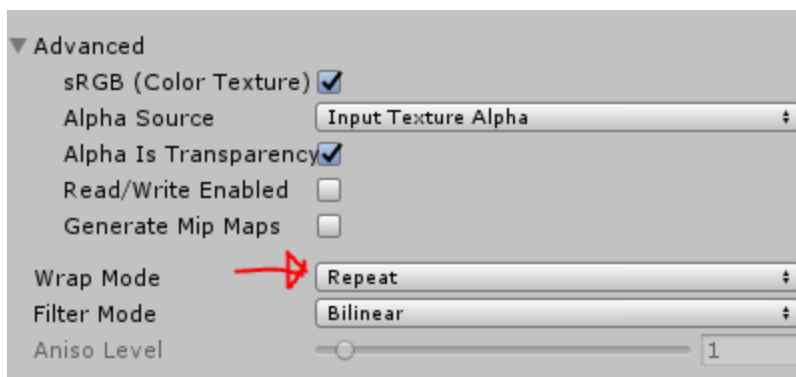 Advanced
sRGB (Color Texture)
Alpha Source Input Texture Alpha
Alpha Is Transparency
Read/Write Enabled
Generate Mip Maps
Wrap Mode Repeat
Filter Mode Bilinear
Aniso Level 1